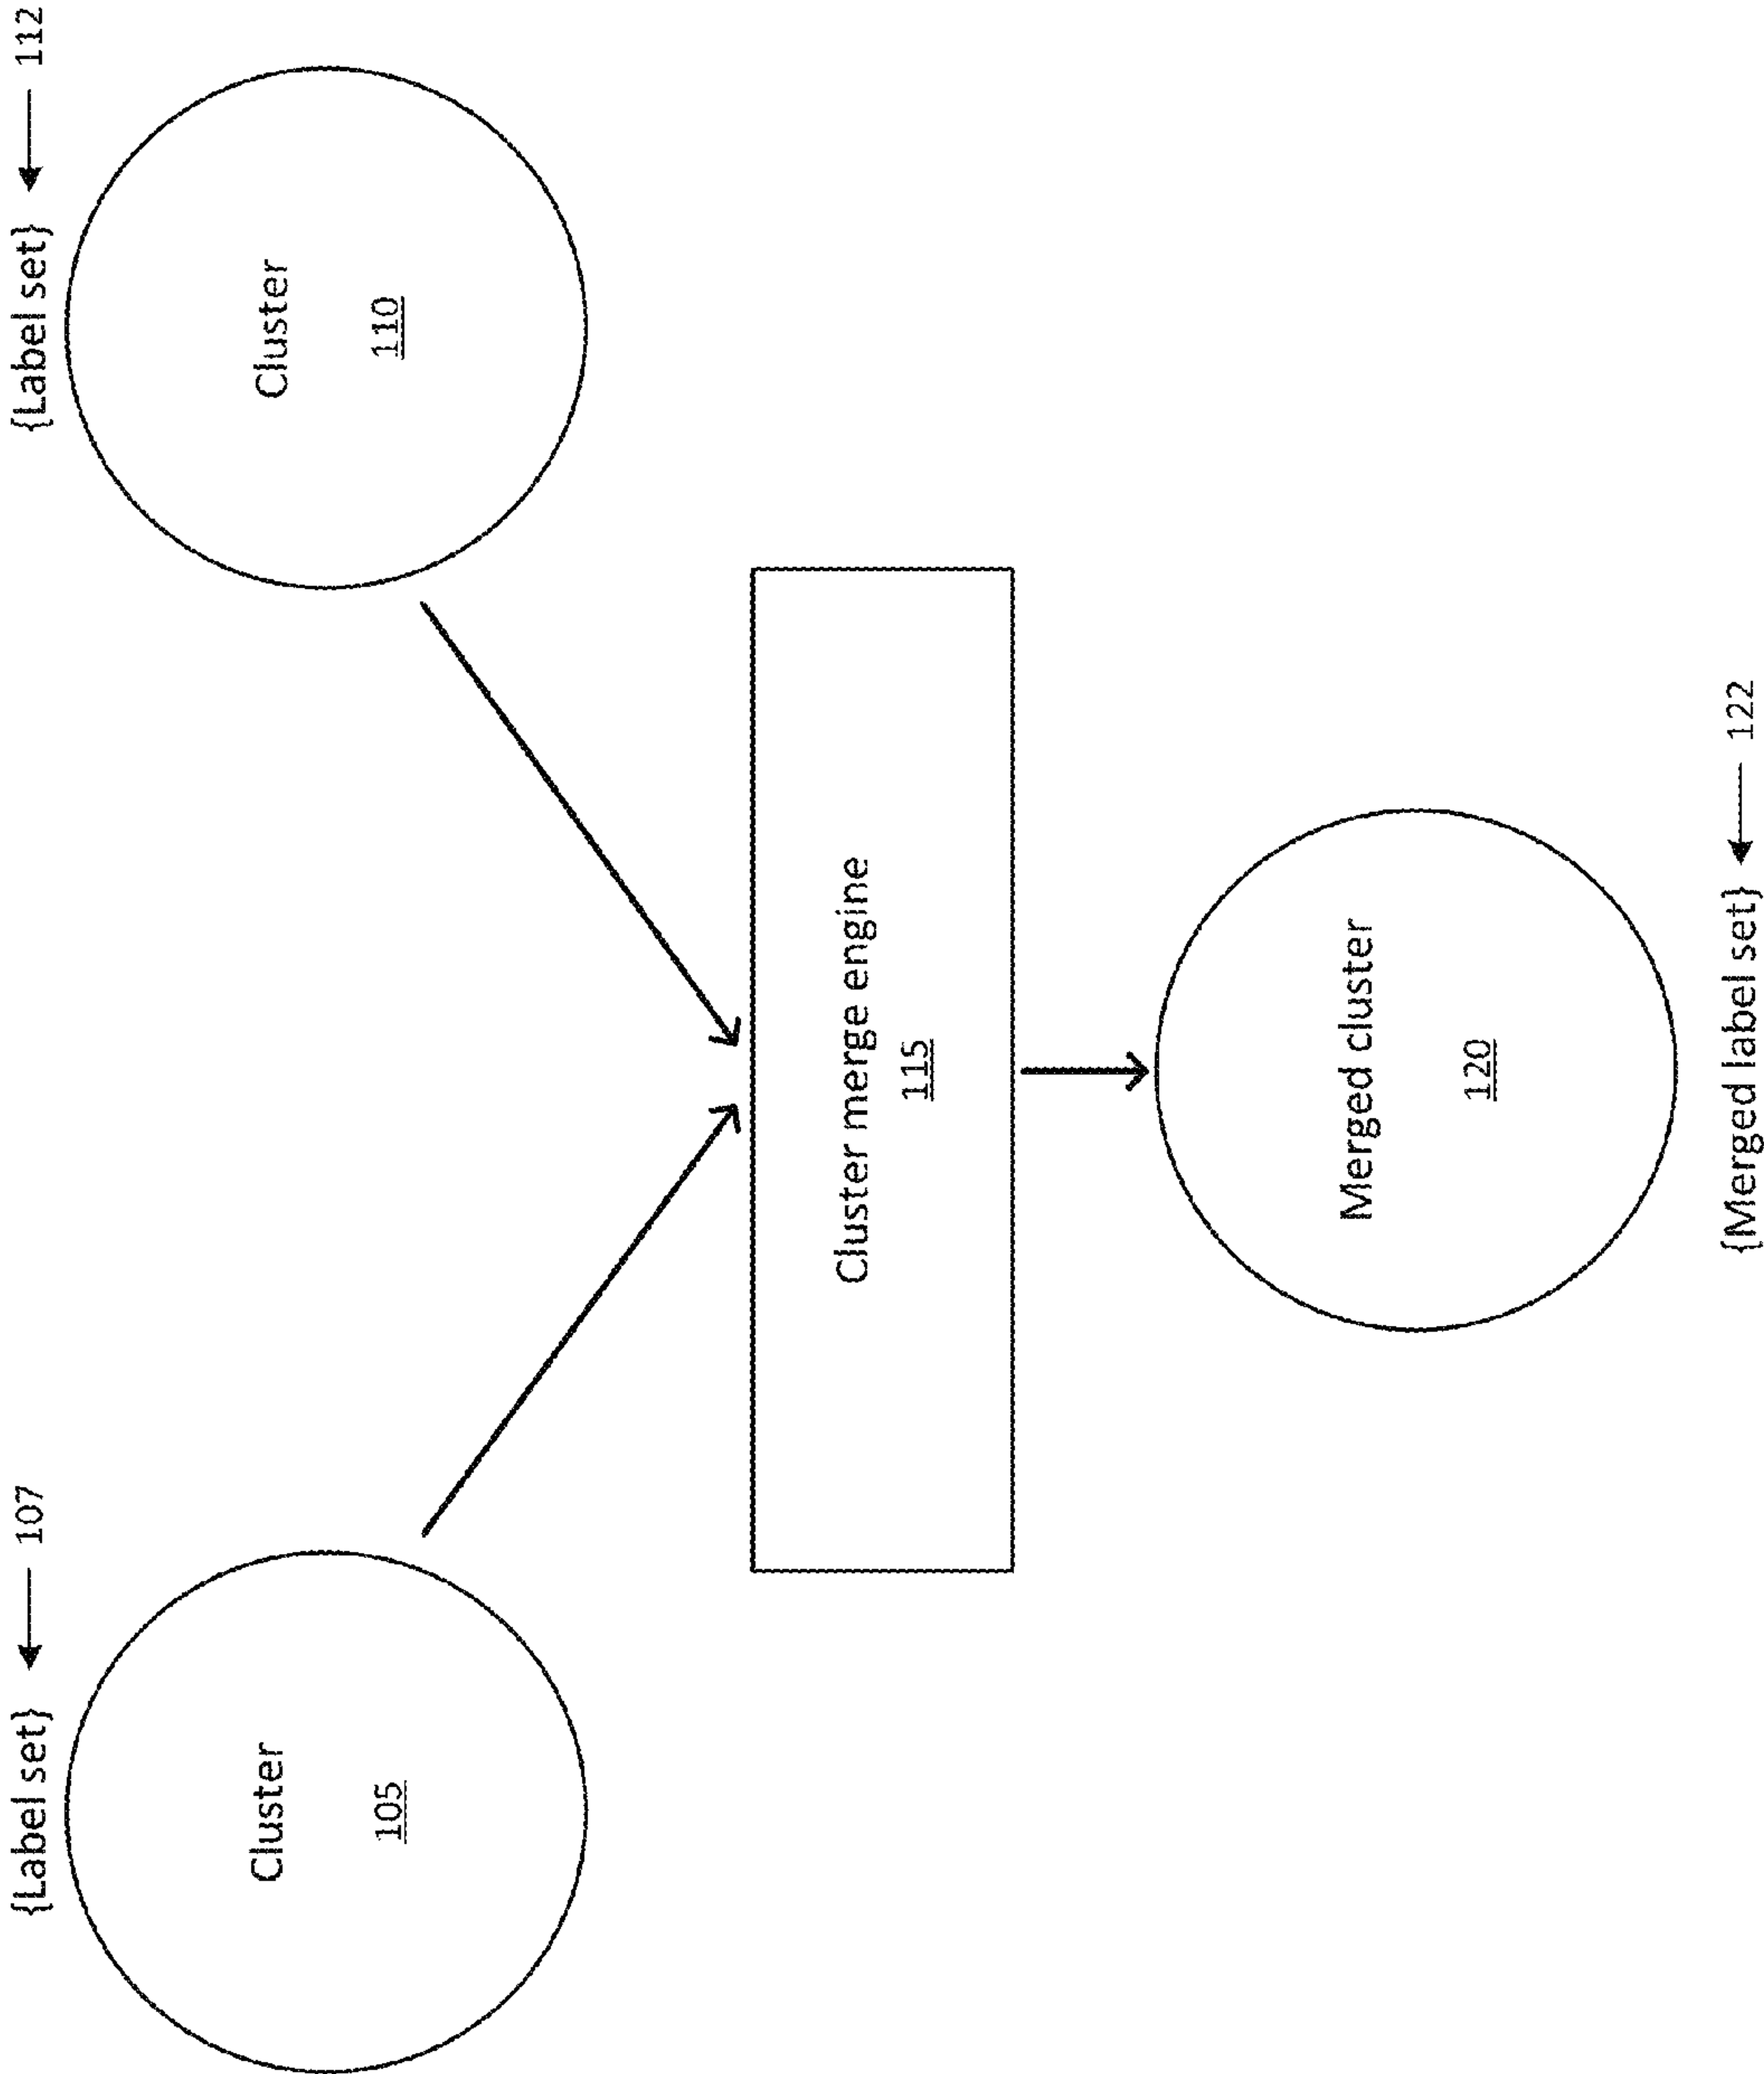 {Label set} 107
Cluster
105
{Label set} 112
Cluster
110
Cluster merge engine
115
Merged cluster
120
{Merged label set} 122